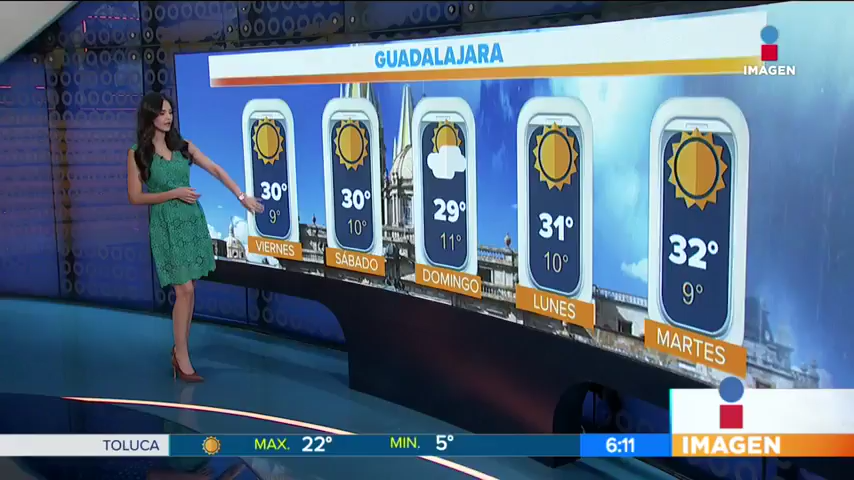 GUADALAJARA
IMÁGEN
30°
9°
VIERNES
30°
10°
SÁBADO
29°
11°
DOMINGO
31°
10°
LUNES
32°
9°
MARTES
TOLUCA
MAX. 22°
MIN. 5°
6:11
IMAGEN